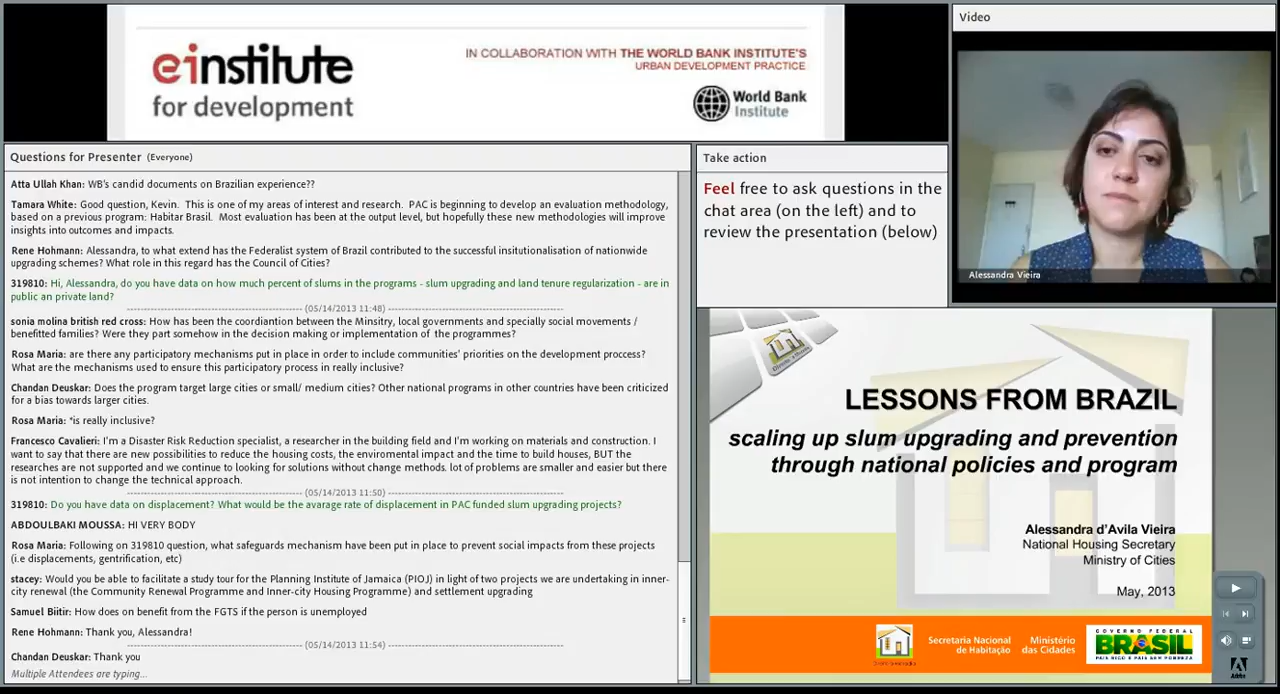 einstitute
for development
IN COLLABORATION WITH THE WORLD BANK INSTITUTE'S
URBAN DEVELOPMENT PRACTICE
World Bank
Institute
Video
Alessandra Vieira
Questions for Presenter (Everyone)
Atta Ullah Khan: WB's candid documents on Brazilian experience??
Tamara White: Good question, Kevin. This is one of my areas of interest and research. PAC is beginning to develop an evaluation methodology,
based on a previous program: Habitar Brasil. Most evaluation has been at the output level, but hopefully these new methodologies will improve
insights into outcomes and impacts.
Rene Hohmann: Alessandra, to what extend has the Federalist system of Brazil contributed to the successful insitutionalisation of nationwide
upgrading schemes? What role in this regard has the Council of Cities?
319810: Hi, Alessandra, do you have data on how much percent of slums in the programs - slum upgrading and land tenure regularization - are in
public an private land?
(05/14/2013 11:48)
sonia molina british red cross: How has been the coordiantion between the Minsitry, local governments and specially social movements /
benefitted families? Were they part somehow in the decision making or implementation of the programmes?
Rosa Maria: are there any participatory mechanisms put in place in order to include communities' priorities on the development proccess?
What are the mechanisms used to ensure this participatory process in really inclusive?
Chandan Deuskar: Does the program target large cities or small/ medium cities? Other national programs in other countries have been criticized
for a bias towards larger cities.
Rosa Maria: *is really inclusive?
Francesco Cavalieri: I'm a Disaster Risk Reduction specialist, a researcher in the building field and I'm working on materials and construction. I
want to say that there are new possibilities to reduce the housing costs, the enviromental impact and the time to build houses, BUT the
researches are not supported and we continue to looking for solutions without change methods. lot of problems are smaller and easier but there
is not intention to change the technical approach.
(05/14/2013 11:50)
319810: Do you have data on displacement? What would be the avarage rate of displacement in PAC funded slum upgrading projects?
ABDOULBAKI MOUSSA: HI VERY BODY
Rosa Maria: Following on 319810 question, what safeguards mechanism have been put in place to prevent social impacts from these projects
(i.e displacements, gentrification, etc)
stacey: Would you be able to facilitate a study tour for the Planning Institute of Jamaica (PIOJ) in light of two projects we are undertaking in inner-
city renewal (the Community Renewal Programme and Inner-city Housing Programme) and settlement upgrading
Samuel Biitir: How does on benefit from the FGTS if the person is unemployed
Rene Hohmann: Thank you, Alessandra!
(05/14/2013 11:54)
Chandan Deuskar: Thank you
Multiple Attendees are typing...
Take action
Feel free to ask questions in the
chat area (on the left) and to
review the presentation (below)
LESSONS FROM BRAZIL
scaling up slum upgrading and prevention
through national policies and program
Alessandra d'Avila Vieira
National Housing Secretary
Ministry of Cities
May, 2013
Secretaria Nacional
de Habitação
Ministério
das Cidades
GOVERNO FEDERAL
BRASIL
PAÍS RICO É PAÍS SEM POBREZA
Adobe